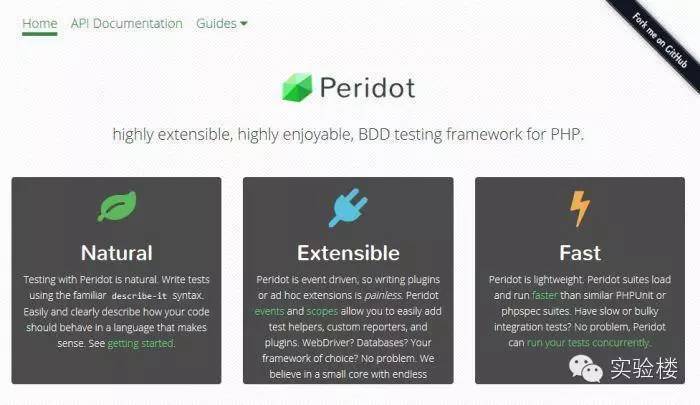 Home API Documentation Guides
Fork me on GitHub
Peridot
highly extensible, highly enjoyable, BDD testing framework for PHP.
Natural
Testing with Peridot is natural. Write tests
using the familiar describe-it syntax.
Easily and clearly describe how your code
should behave in a language that makes
sense. See getting started.
Extensible
Peridot is event driven, so writing plugins
or ad hoc extensions is painless. Peridot
events and scopes allow you to easily add
test helpers, custom reporters, and
plugins. WebDriver? Databases? Your
framework of choice? No problem. We
believe in a small core with endless
Fast
Peridot is lightweight. Peridot suites load
and run faster than similar PHPUnit or
phpspec suites. Have slow or bulky
integration tests? No problem, Peridot
can run your tests concurrently.
实验楼